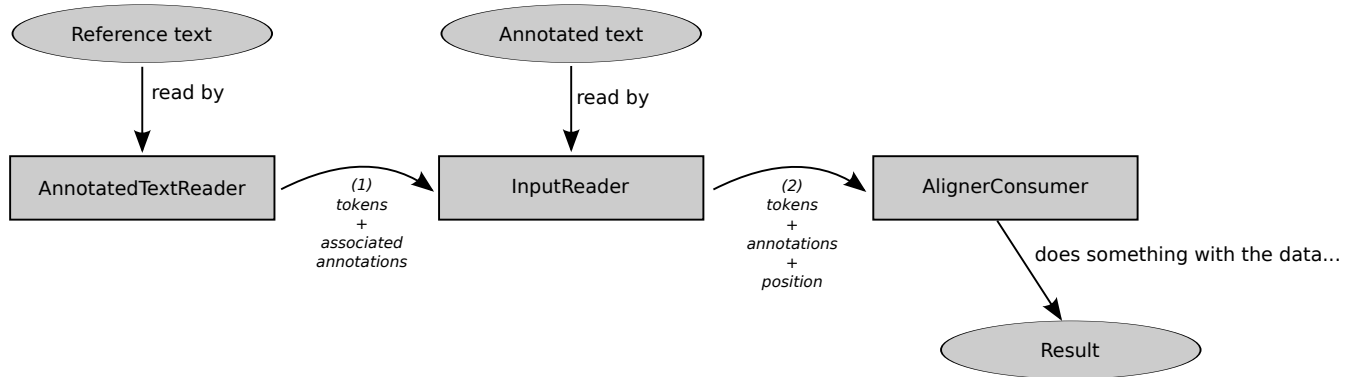 Reference text
Annotated text
read by
read by
AnnotatedTextReader
(1)
tokens
+
associated
annotations
InputReader
(2)
tokens
+
annotations
+
position
AlignerConsumer
does something with the data...
Result